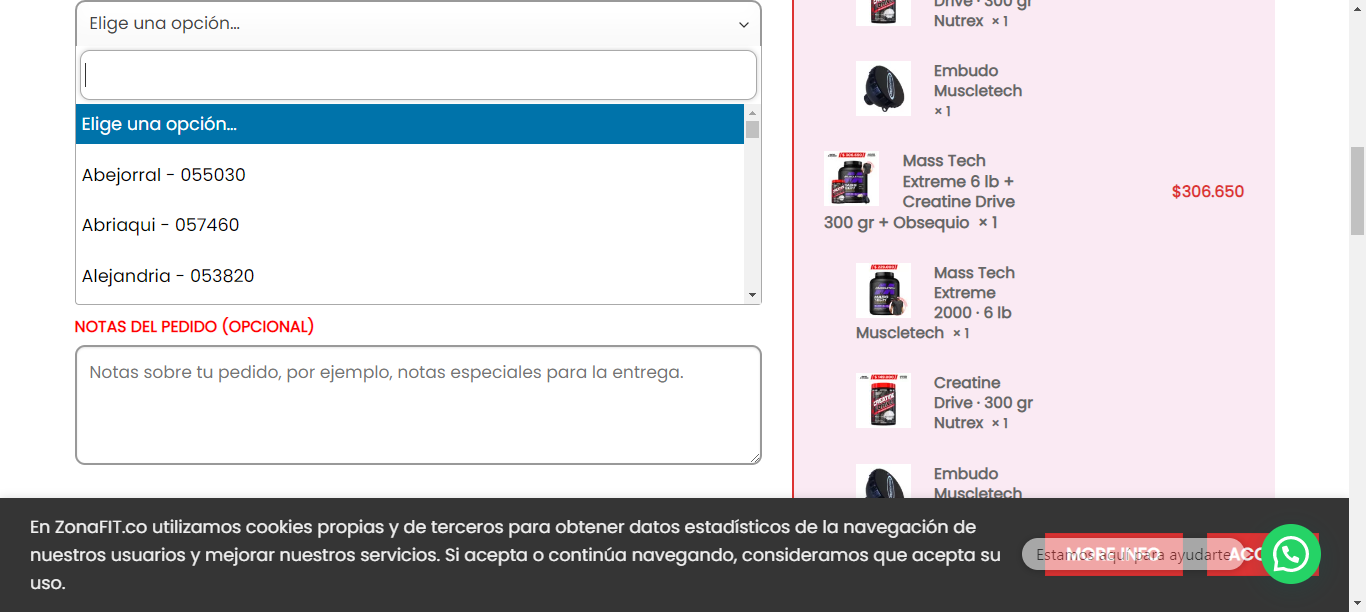 Elige una opción...
Elige una opción...
Abejorral - 055030
Abriaqui - 057460
Alejandria - 053820
NOTAS DEL PEDIDO (OPCIONAL)
Notas sobre tu pedido, por ejemplo, notas especiales para la entrega.
Drive · 300 gr
Nutrex × 1
Embudo
Muscletech
× 1
Mass Tech
Extreme 6 lb +
Creatine Drive
300 gr + Obsequio × 1
$306.650
Mass Tech
Extreme
2000 · 6 lb
Muscletech × 1
Creatine
Drive · 300 gr
Nutrex × 1
Embudo
Muscletech
En ZonaFIT.co utilizamos cookies propias y de terceros para obtener datos estadísticos de la navegación de
nuestros usuarios y mejorar nuestros servicios. Si acepta o continúa navegando, consideramos que acepta su
uso.
MORE INFO
Estamos aquí para ayudarte